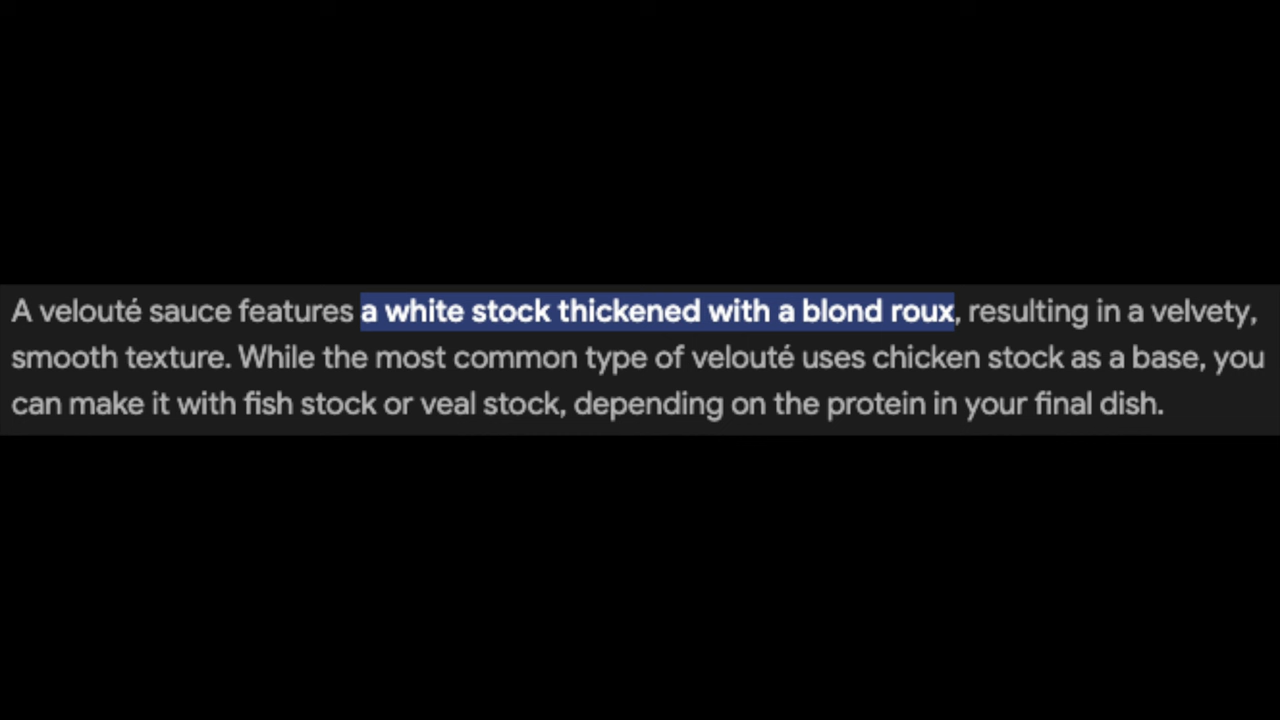 A velouté sauce features a white stock thickened with a blond roux, resulting in a velvety,
smooth texture. While the most common type of velouté uses chicken stock as a base, you
can make it with fish stock or veal stock, depending on the protein in your final dish.